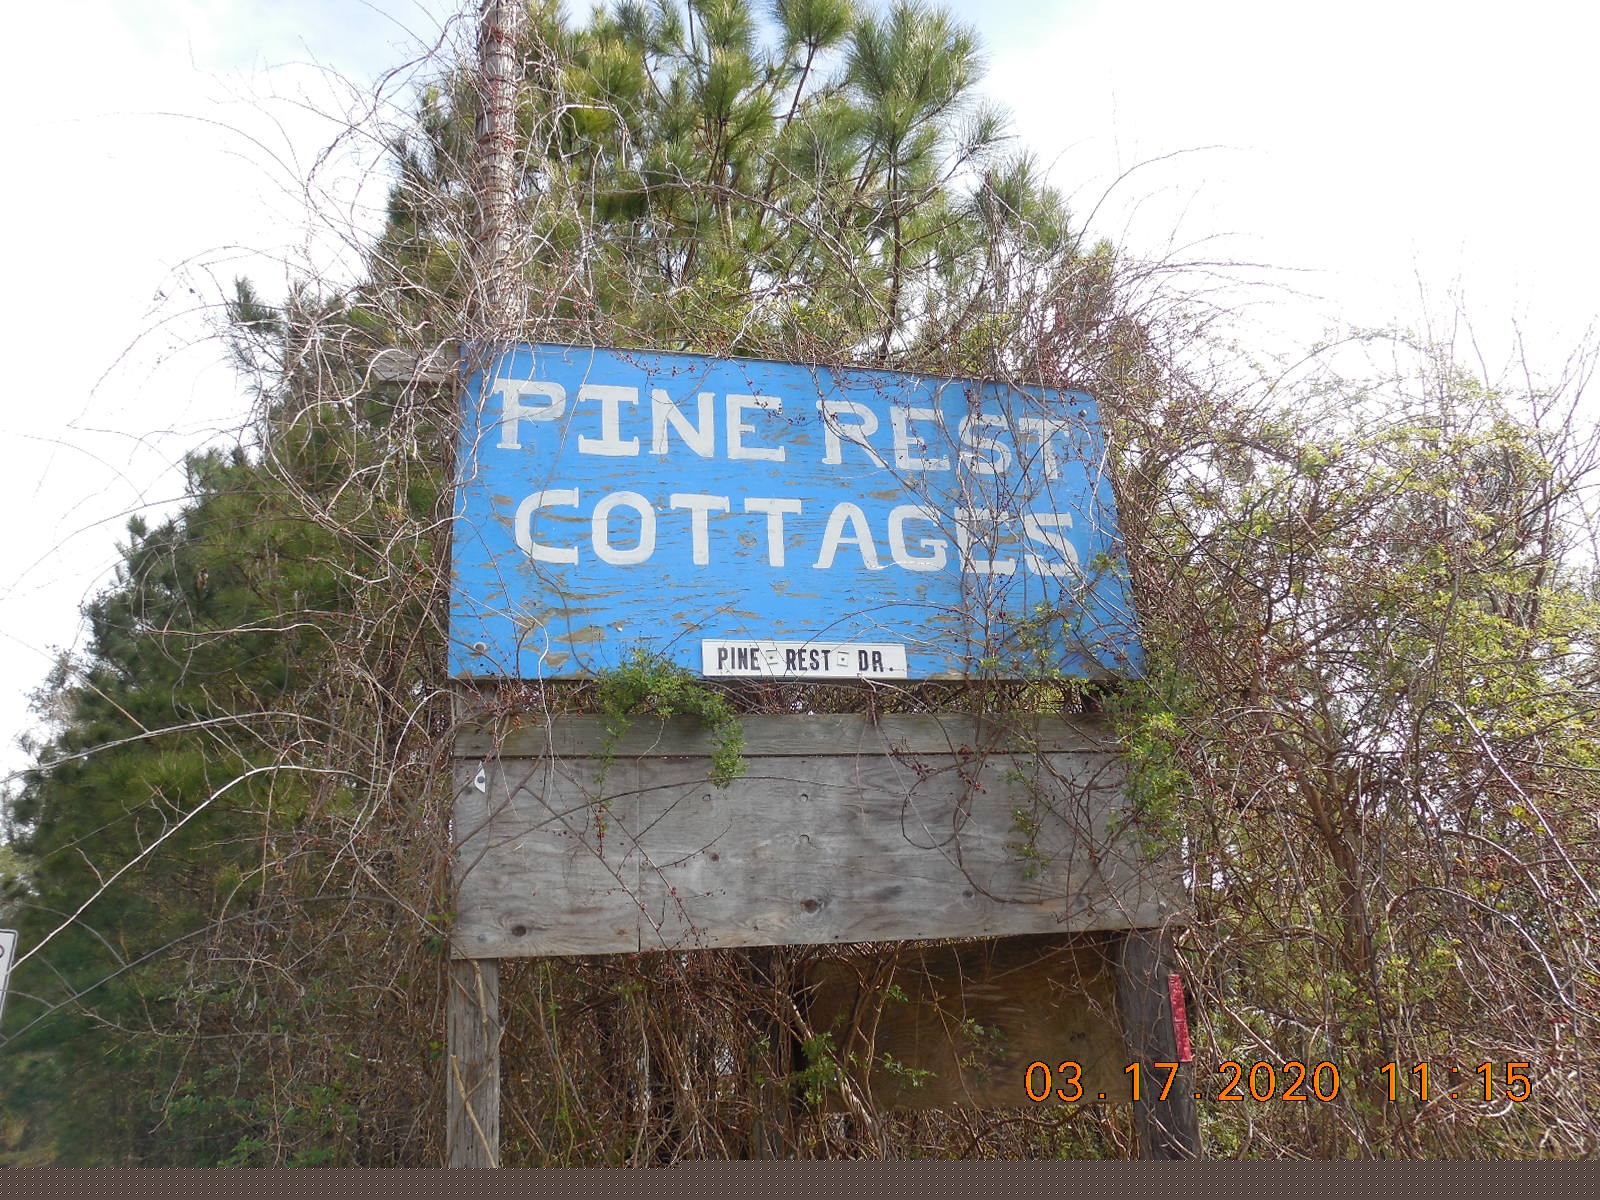 PINE REST
COTTAGES
PINE - REST - DR.
03.17.2020 11:15